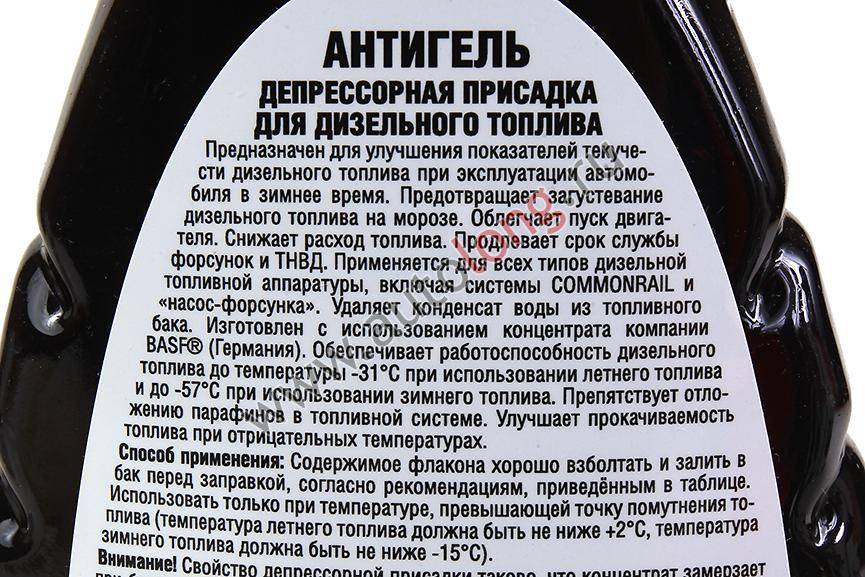 АНТИГЕЛЬ
ДЕПРЕССОРНАЯ ПРИСАДКА
ДЛЯ ДИЗЕЛЬНОГО ТОПЛИВА
Предназначен для улучшения показателей текуче-
сти дизельного топлива при эксплуатации автомо-
биля в зимнее время. Предотвращает загустевание
дизельного топлива на морозе. Облегчает пуск двига-
теля. Снижает расход топлива. Продлевает срок службы
форсунок и ТНВД. Применяется для всех типов дизельной
топливной аппаратуры, включая системы COMMONRAIL и
«насос-форсунка». Удаляет конденсат воды из топливного
бака. Изготовлен с использованием концентрата компании
BASF® (Германия). Обеспечивает работоспособность дизельного
топлива до температуры -31°С при использовании летнего топлива
и до -57°С при использовании зимнего топлива. Препятствует отло-
жению парафинов в топливной системе. Улучшает прокачиваемость
топлива при отрицательных температурах.
Способ применения: Содержимое флакона хорошо взболтать и залить в
бак перед заправкой, согласно рекомендациям, приведённым в таблице.
Использовать только при температуре, превышающей точку помутнения то-
плива (температура летнего топлива должна быть не ниже +2°С, температура
зимнего топлива должна быть не ниже -15°С).
Внимание! Свойство депрессорной присадки таково, что концентрат замерзает
www.autolong.ru